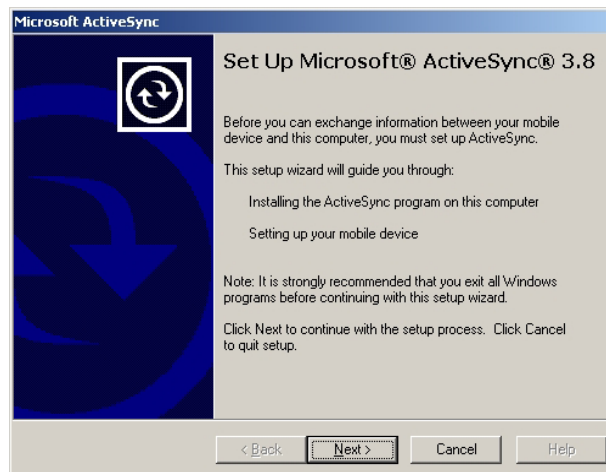 Microsoft ActiveSync
Set Up Microsoft® ActiveSync® 3.8
Before you can exchange information between your mobile
device and this computer, you must set up ActiveSync.
This setup wizard will guide you through:
Installing the ActiveSync program on this computer
Setting up your mobile device
Note: It is strongly recommended that you exit all Windows
programs before continuing with this setup wizard.
Click Next to continue with the setup process.  Click Cancel
to quit setup.
< Back
Next >
Cancel
Help